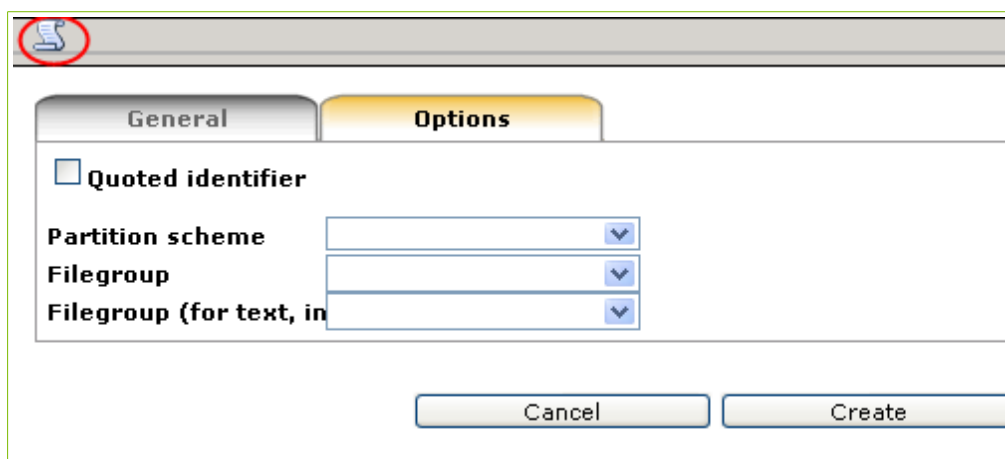 General Options
Quoted identifier
Partition scheme
Filegroup
Filegroup (for text, in
Cancel Create